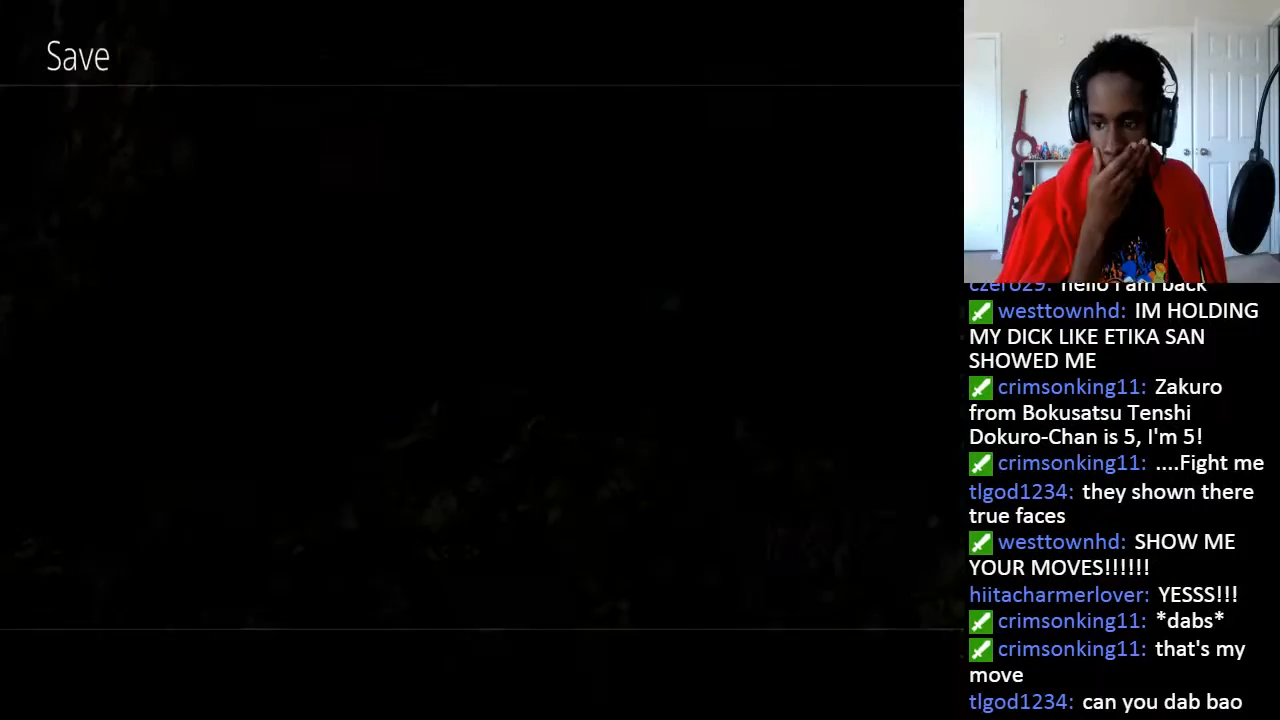 Save
czero29: hello i am back
westtownhd: IM HOLDING
MY DICK LIKE ETIKA SAN
SHOWED ME
crimsonking11: Zakuro
from Bokusatsu Tenshi
Dokuro-Chan is 5, I'm 5!
crimsonking11: ....Fight me
tlgod1234: they shown there
true faces
westtownhd: SHOW ME
YOUR MOVES!!!!!!
hiitacharmerlover: YESSS!!!
crimsonking11: *dabs*
crimsonking11: that's my
move
tlgod1234: can you dab bao